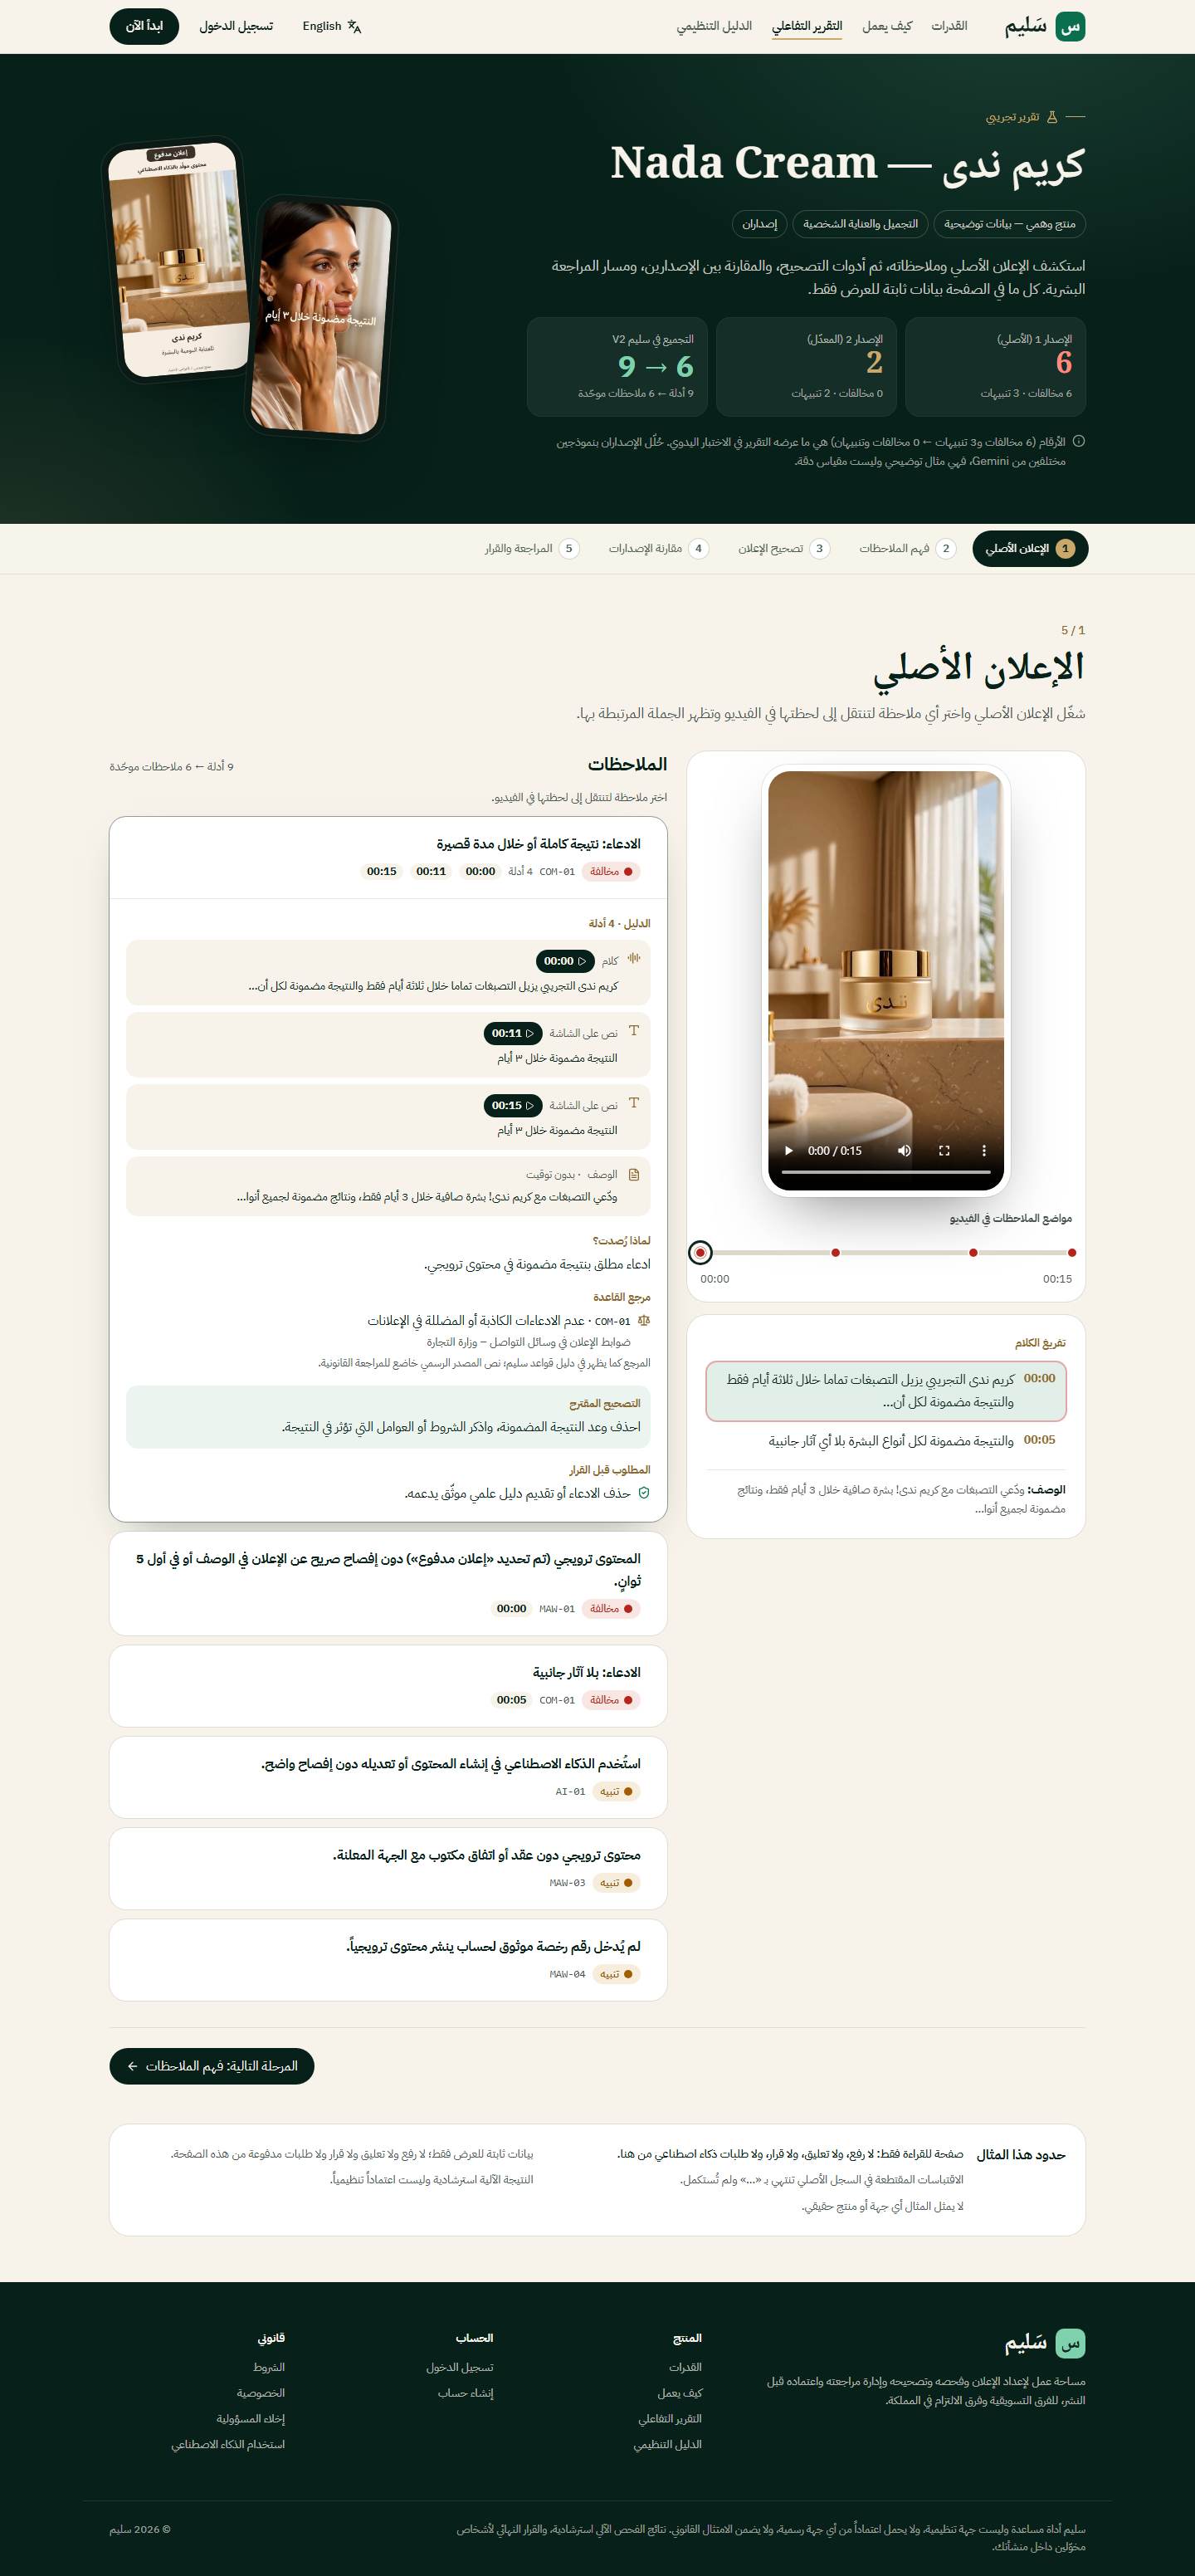 س سَليم
القدرات
كيف يعمل
التقرير التفاعلي
الدليل التنظيمي
English
تسجيل الدخول
ابدأ الآن
تقرير تجريبي
كريم ندى — Nada Cream
منتج وهمي — بيانات توضيحية
التجميل والعناية الشخصية
إصداران
استكشف الإعلان الأصلي وملاحظاته، ثم أدوات التصحيح، والمقارنة بين الإصدارين، ومسار المراجعة
البشرية. كل ما في الصفحة بيانات ثابتة للعرض فقط.
الإصدار 1 (الأصلي)
6
6 مخالفات · 3 تنبيهات
الإصدار 2 (المعدّل)
2
0 مخالفات · 2 تنبيهات
التجميع في سليم V2
6 → 9
9 أدلة ← 6 ملاحظات موحّدة
الأرقام (6 مخالفات و3 تنبيهات ← 0 مخالفات وتنبيهان) هي ما عرضه التقرير في الاختبار اليدوي. حُلّل الإصداران بنموذجين
مختلفين من Gemini، فهي مثال توضيحي وليست مقياس دقة.
إعلان مدفوع
محتوى مولّد بالذكاء الاصطناعي
ندى
كريم ندى
للعناية اليومية بالبشرة
النتيجة مضمونة خلال ٣ أيام
1 الإعلان الأصلي
2 فهم الملاحظات
3 تصحيح الإعلان
4 مقارنة الإصدارات
5 المراجعة والقرار
1 / 5
الإعلان الأصلي
شغّل الإعلان الأصلي واختر أي ملاحظة لتنتقل إلى لحظتها في الفيديو وتظهر الجملة المرتبطة بها.
ندى
0:00 / 0:15
مواضع الملاحظات في الفيديو
00:00
00:15
تفريغ الكلام
00:00 كريم ندى التجريبي يزيل التصبغات تماما خلال ثلاثة أيام فقط
والنتيجة مضمونة لكل أن...
00:05 والنتيجة مضمونة لكل أنواع البشرة بلا أي آثار جانبية
الوصف: ودّعي التصبغات مع كريم ندى! بشرة صافية خلال 3 أيام فقط، ونتائج
مضمونة لجميع أنوا...
الملاحظات
9 أدلة ← 6 ملاحظات موحّدة
اختر ملاحظة لتنتقل إلى لحظتها في الفيديو.
الادعاء: نتيجة كاملة أو خلال مدة قصيرة
مخالفة COM-01 4 أدلة 00:00 00:11 00:15
الدليل · 4 أدلة
كلام 00:00
كريم ندى التجريبي يزيل التصبغات تماما خلال ثلاثة أيام فقط والنتيجة مضمونة لكل أن...
نص على الشاشة 00:11
النتيجة مضمونة خلال ٣ أيام
نص على الشاشة 00:15
النتيجة مضمونة خلال ٣ أيام
الوصف · بدون توقيت
ودّعي التصبغات مع كريم ندى! بشرة صافية خلال 3 أيام فقط، ونتائج مضمونة لجميع أنوا...
لماذا رُصدت؟
ادعاء مطلق بنتيجة مضمونة في محتوى ترويجي.
مرجع القاعدة
COM-01 · عدم الادعاءات الكاذبة أو المضللة في الإعلانات
ضوابط الإعلان في وسائل التواصل – وزارة التجارة
المرجع كما يظهر في دليل قواعد سليم؛ نص المصدر الرسمي خاضع للمراجعة القانونية.
التصحيح المقترح
احذف وعد النتيجة المضمونة، واذكر الشروط أو العوامل التي تؤثر في النتيجة.
المطلوب قبل القرار
حذف الادعاء أو تقديم دليل علمي موثّق يدعمه.
المحتوى ترويجي (تم تحديد «إعلان مدفوع») دون إفصاح صريح عن الإعلان في الوصف أو في أول 5
ثوانٍ.
مخالفة MAW-01 00:00
الادعاء: بلا آثار جانبية
مخالفة COM-01 00:05
استُخدم الذكاء الاصطناعي في إنشاء المحتوى أو تعديله دون إفصاح واضح.
تنبيه AI-01
محتوى ترويجي دون عقد أو اتفاق مكتوب مع الجهة المعلنة.
تنبيه MAW-03
لم يُدخل رقم رخصة موثوق لحساب ينشر محتوى ترويجياً.
تنبيه MAW-04
المرحلة التالية: فهم الملاحظات
حدود هذا المثال
صفحة للقراءة فقط: لا رفع، ولا تعليق، ولا قرار، ولا طلبات ذكاء اصطناعي من هنا.
بيانات ثابتة للعرض فقط؛ لا رفع ولا تعليق ولا قرار ولا طلبات مدفوعة من هذه الصفحة.
الاقتباسات المقتطعة في السجل الأصلي تنتهي بـ «...» ولم تُستكمل.
النتيجة الآلية استرشادية وليست اعتماداً تنظيمياً.
لا يمثل المثال أي جهة أو منتج حقيقي.
س سَليم
مساحة عمل لإعداد الإعلان وفحصه وتصحيحه وإدارة مراجعته واعتماده قبل
النشر، للفرق التسويقية وفرق الالتزام في المملكة.
المنتج
القدرات
كيف يعمل
التقرير التفاعلي
الدليل التنظيمي
الحساب
تسجيل الدخول
إنشاء حساب
قانوني
الشروط
الخصوصية
إخلاء المسؤولية
استخدام الذكاء الاصطناعي
سليم أداة مساعدة وليست جهة تنظيمية، ولا يحمل اعتماداً من أي جهة رسمية، ولا يضمن الامتثال القانوني. نتائج الفحص الآلي استرشادية، والقرار النهائي لأشخاص
مخوّلين داخل منشأتك.
© 2026 سليم